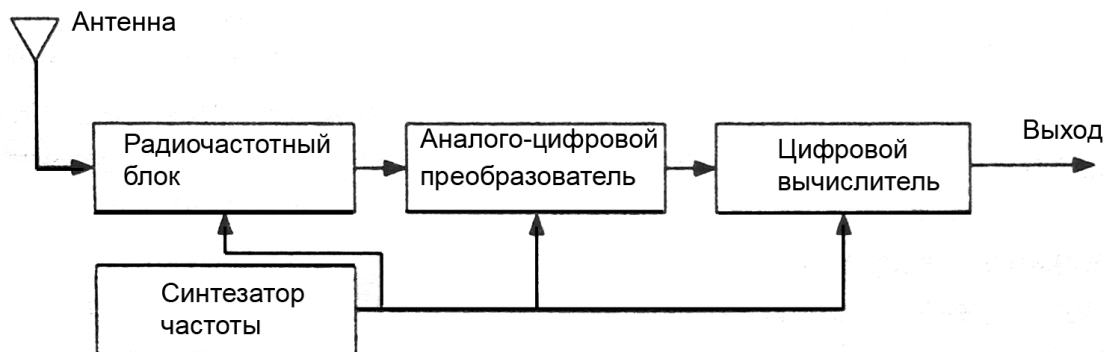 Антенна
Радиочастотный
блок
Аналого-цифровой
преобразователь
Цифровой
вычислитель
Выход
Синтезатор
частоты